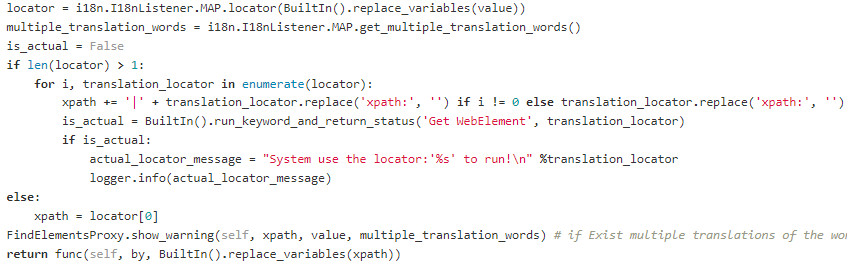 locator = i18n.I18nListener.MAP.locator(BuiltIn().replace_variables(value))
multiple_translation_words = i18n.I18nListener.MAP.get_multiple_translation_words()
is_actual = False
if len(locator) > 1:
    for i, translation_locator in enumerate(locator):
        xpath += '|' + translation_locator.replace('xpath:', '') if i != 0 else translation_locator.replace('xpath:', '')
        is_actual = BuiltIn().run_keyword_and_return_status('Get WebElement', translation_locator)
        if is_actual:
            actual_locator_message = "System use the locator:'%s' to run!\n" %translation_locator
            logger.info(actual_locator_message)
else:
    xpath = locator[0]
FindElementsProxy.show_warning(self, xpath, value, multiple_translation_words) # if Exist multiple translations of the wo
return func(self, by, BuiltIn().replace_variables(xpath))